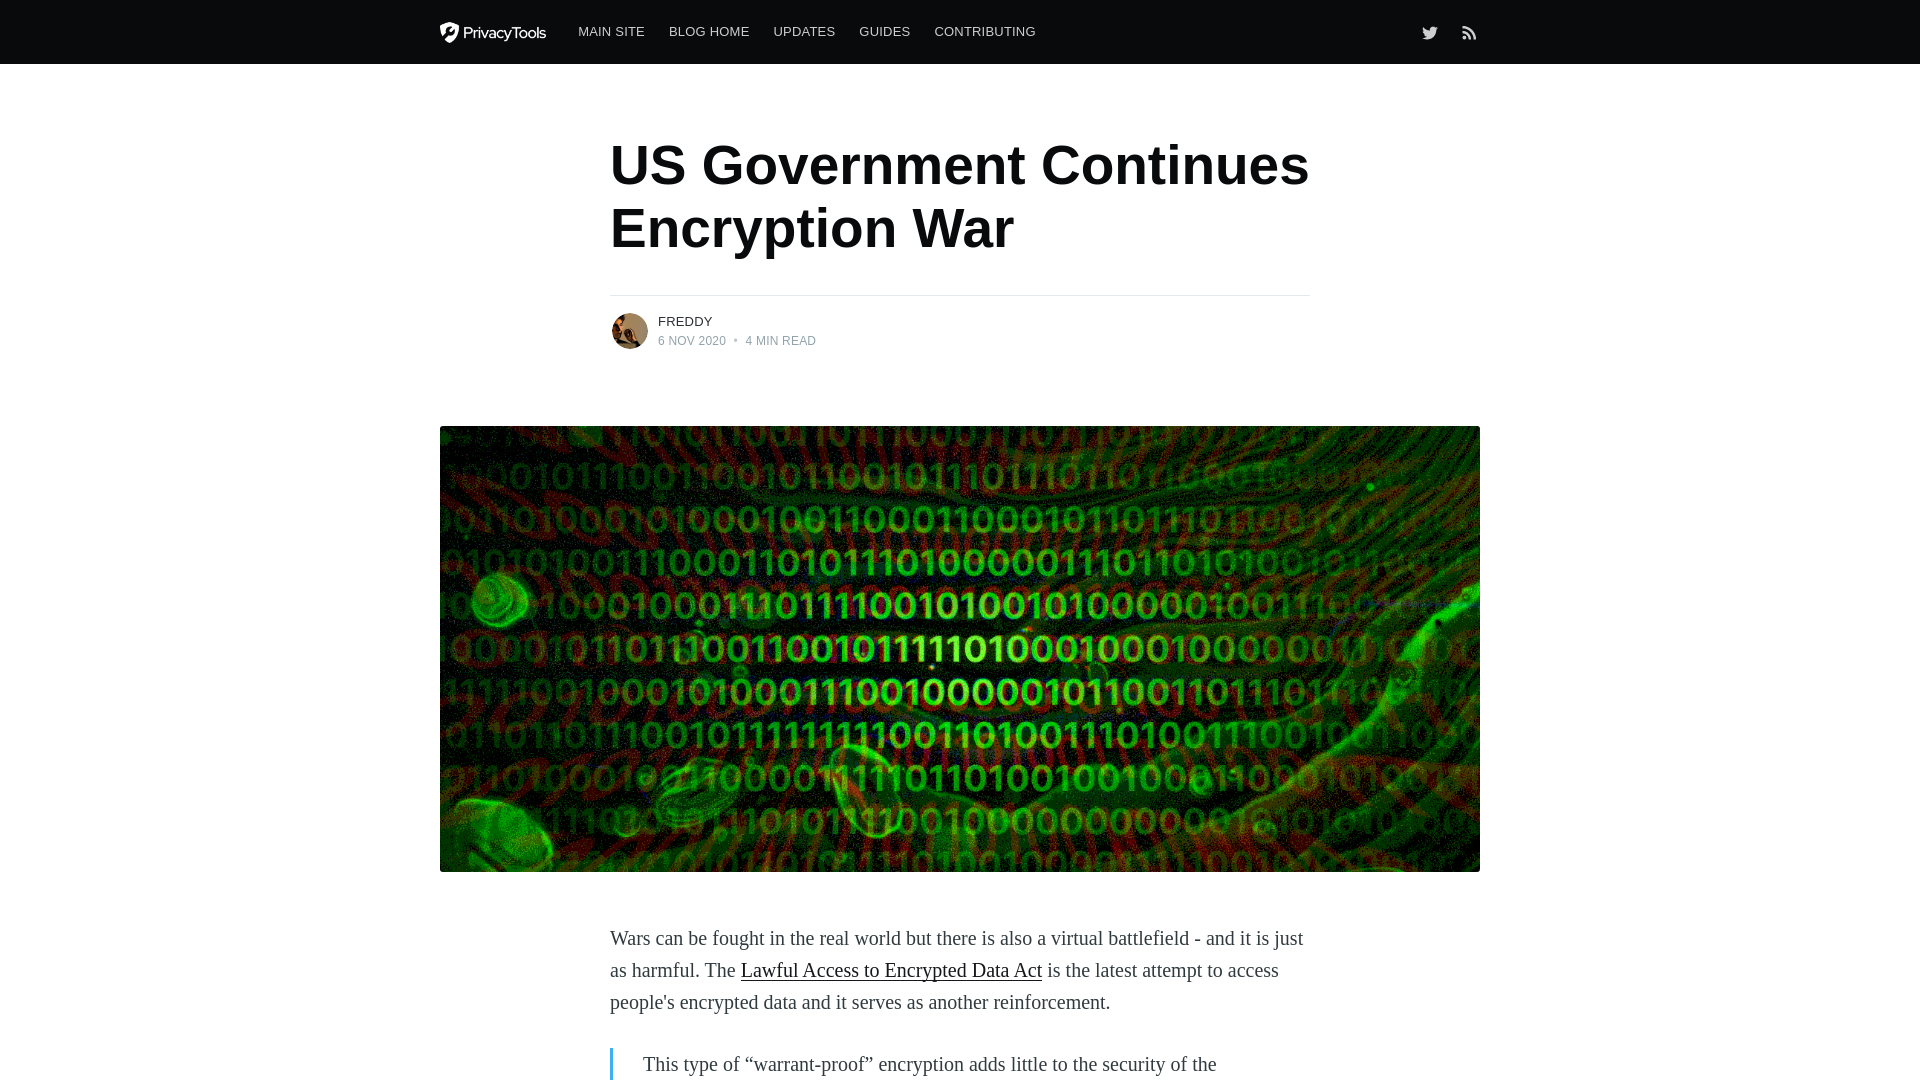 PrivacyTools
MAIN SITE
BLOG HOME
UPDATES
GUIDES
CONTRIBUTING
US Government Continues
Encryption War
FREDDY
6 NOV 2020 • 4 MIN READ
Wars can be fought in the real world but there is also a virtual battlefield - and it is just
as harmful. The Lawful Access to Encrypted Data Act is the latest attempt to access
people's encrypted data and it serves as another reinforcement.
This type of “warrant-proof” encryption adds little to the security of the